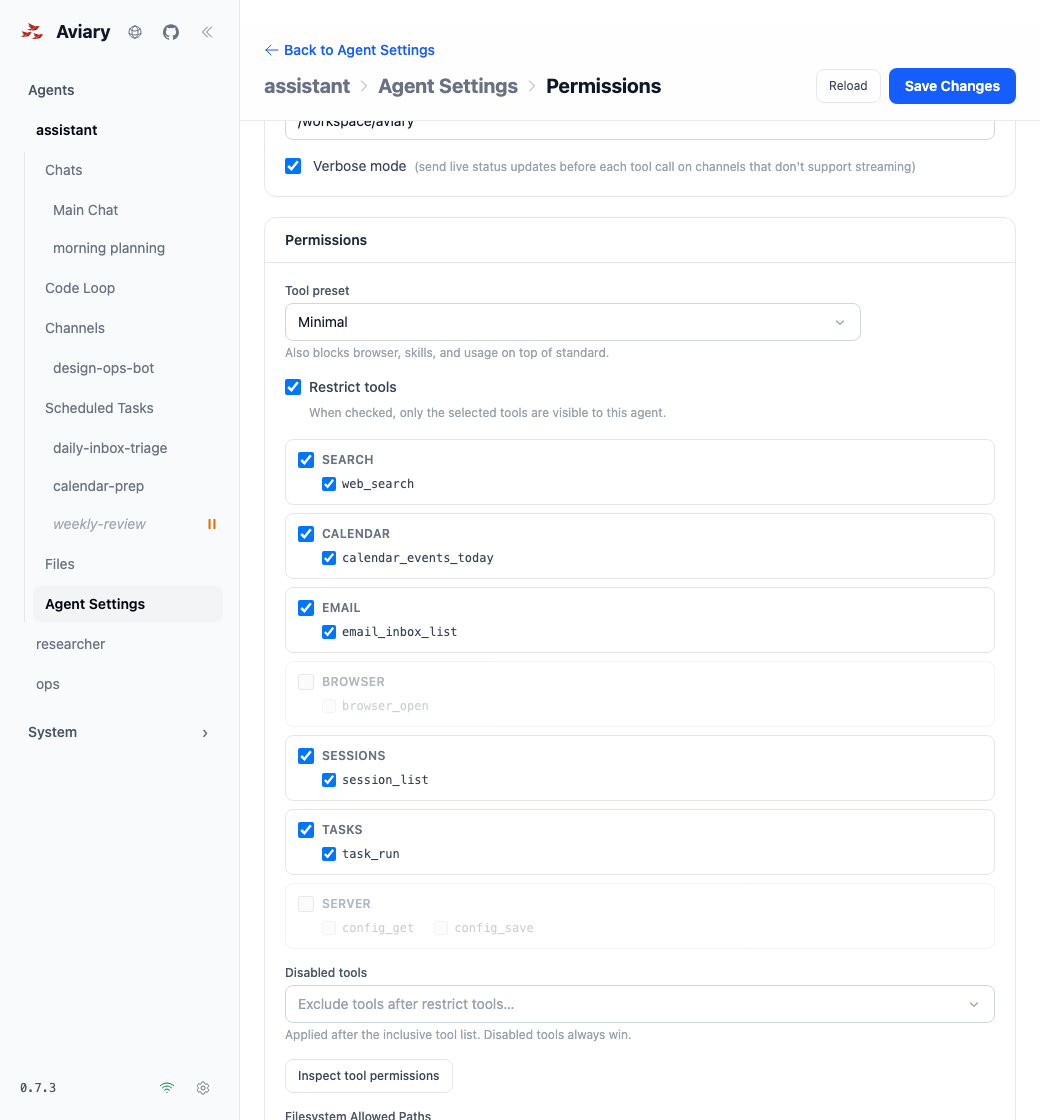 Aviary
Agents
assistant
Chats
Main Chat
morning planning
Code Loop
Channels
design-ops-bot
Scheduled Tasks
daily-inbox-triage
calendar-prep
weekly-review
Files
Agent Settings
researcher
ops
System
0.7.3
Back to Agent Settings
assistant > Agent Settings > Permissions
Reload
Save Changes
/workspace/aviary
Verbose mode (send live status updates before each tool call on channels that don't support streaming)
Permissions
Tool preset
Minimal
Also blocks browser, skills, and usage on top of standard.
Restrict tools
When checked, only the selected tools are visible to this agent.
SEARCH
web_search
CALENDAR
calendar_events_today
EMAIL
email_inbox_list
BROWSER
browser_open
SESSIONS
session_list
TASKS
task_run
SERVER
config_get config_save
Disabled tools
Exclude tools after restrict tools...
Applied after the inclusive tool list. Disabled tools always win.
Inspect tool permissions
Filesystem Allowed Paths